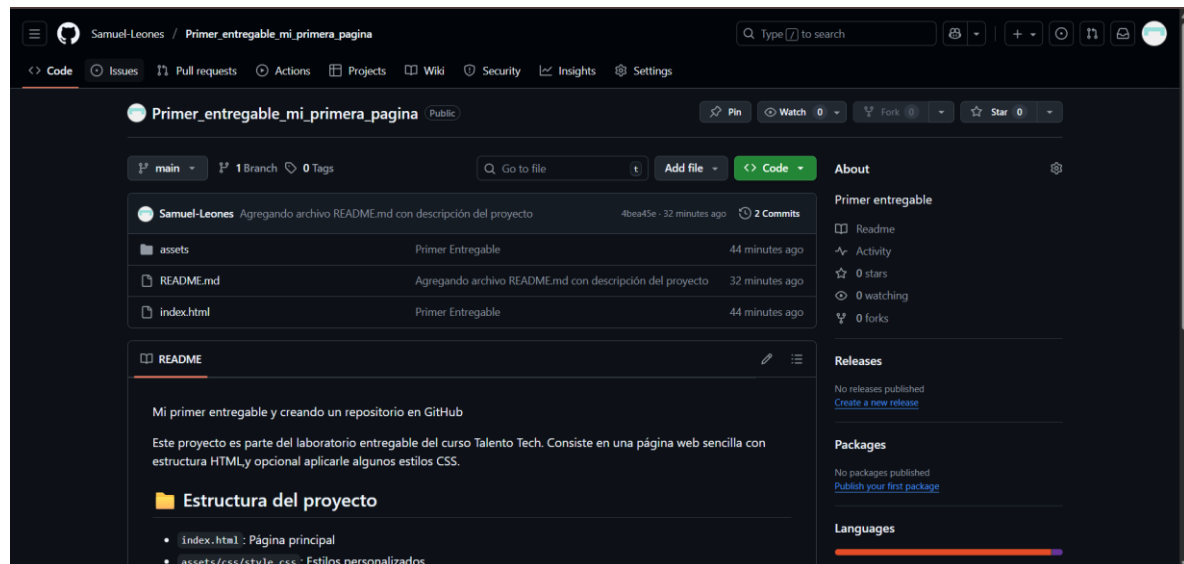 Samuel-Leones / Primer_entregable_mi_primera_pagina
Type / to search
Code Issues Pull requests Actions Projects Wiki Security Insights Settings
Primer_entregable_mi_primera_pagina Public
Pin Watch 0 Fork 0 Star 0
main 1 Branch 0 Tags Go to file t Add file Code
Samuel-Leones Agregando archivo README.md con descripción del proyecto 4bea45e · 32 minutes ago 2 Commits
assets Primer Entregable 44 minutes ago
README.md Agregando archivo README.md con descripción del proyecto 32 minutes ago
index.html Primer Entregable 44 minutes ago
README
Mi primer entregable y creando un repositorio en GitHub
Este proyecto es parte del laboratorio entregable del curso Talento Tech. Consiste en una página web sencilla con
estructura HTML,y opcional aplicarle algunos estilos CSS.
Estructura del proyecto
index.html : Página principal
assets/css/style.css : Estilos personalizados
About
Primer entregable
Readme
Activity
0 stars
0 watching
0 forks
Releases
No releases published
Create a new release
Packages
No packages published
Publish your first package
Languages